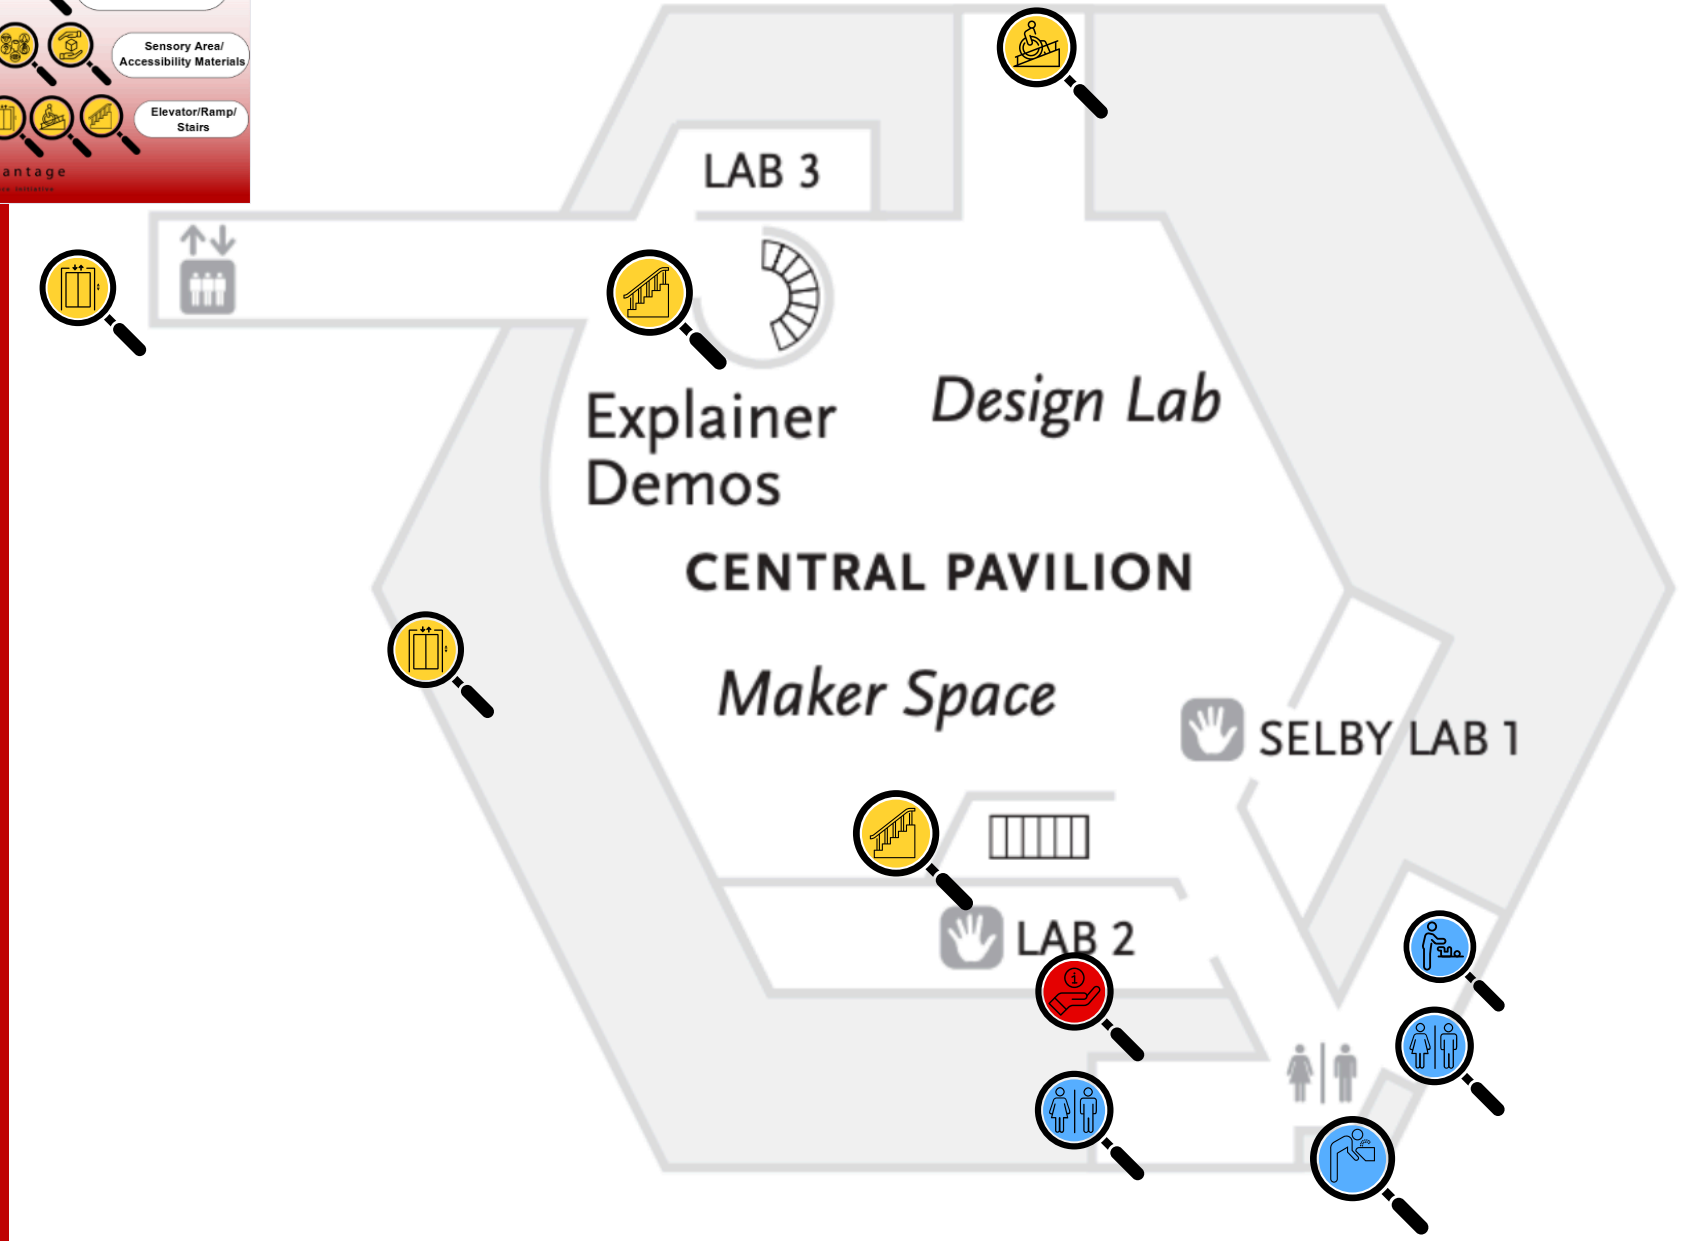 Sensory Area/
Accessibility Materials
Elevator/Ramp/
Stairs
LAB 3
Explainer
Demos
Design Lab
CENTRAL PAVILION
Maker Space
SELBY LAB 1
LAB 2